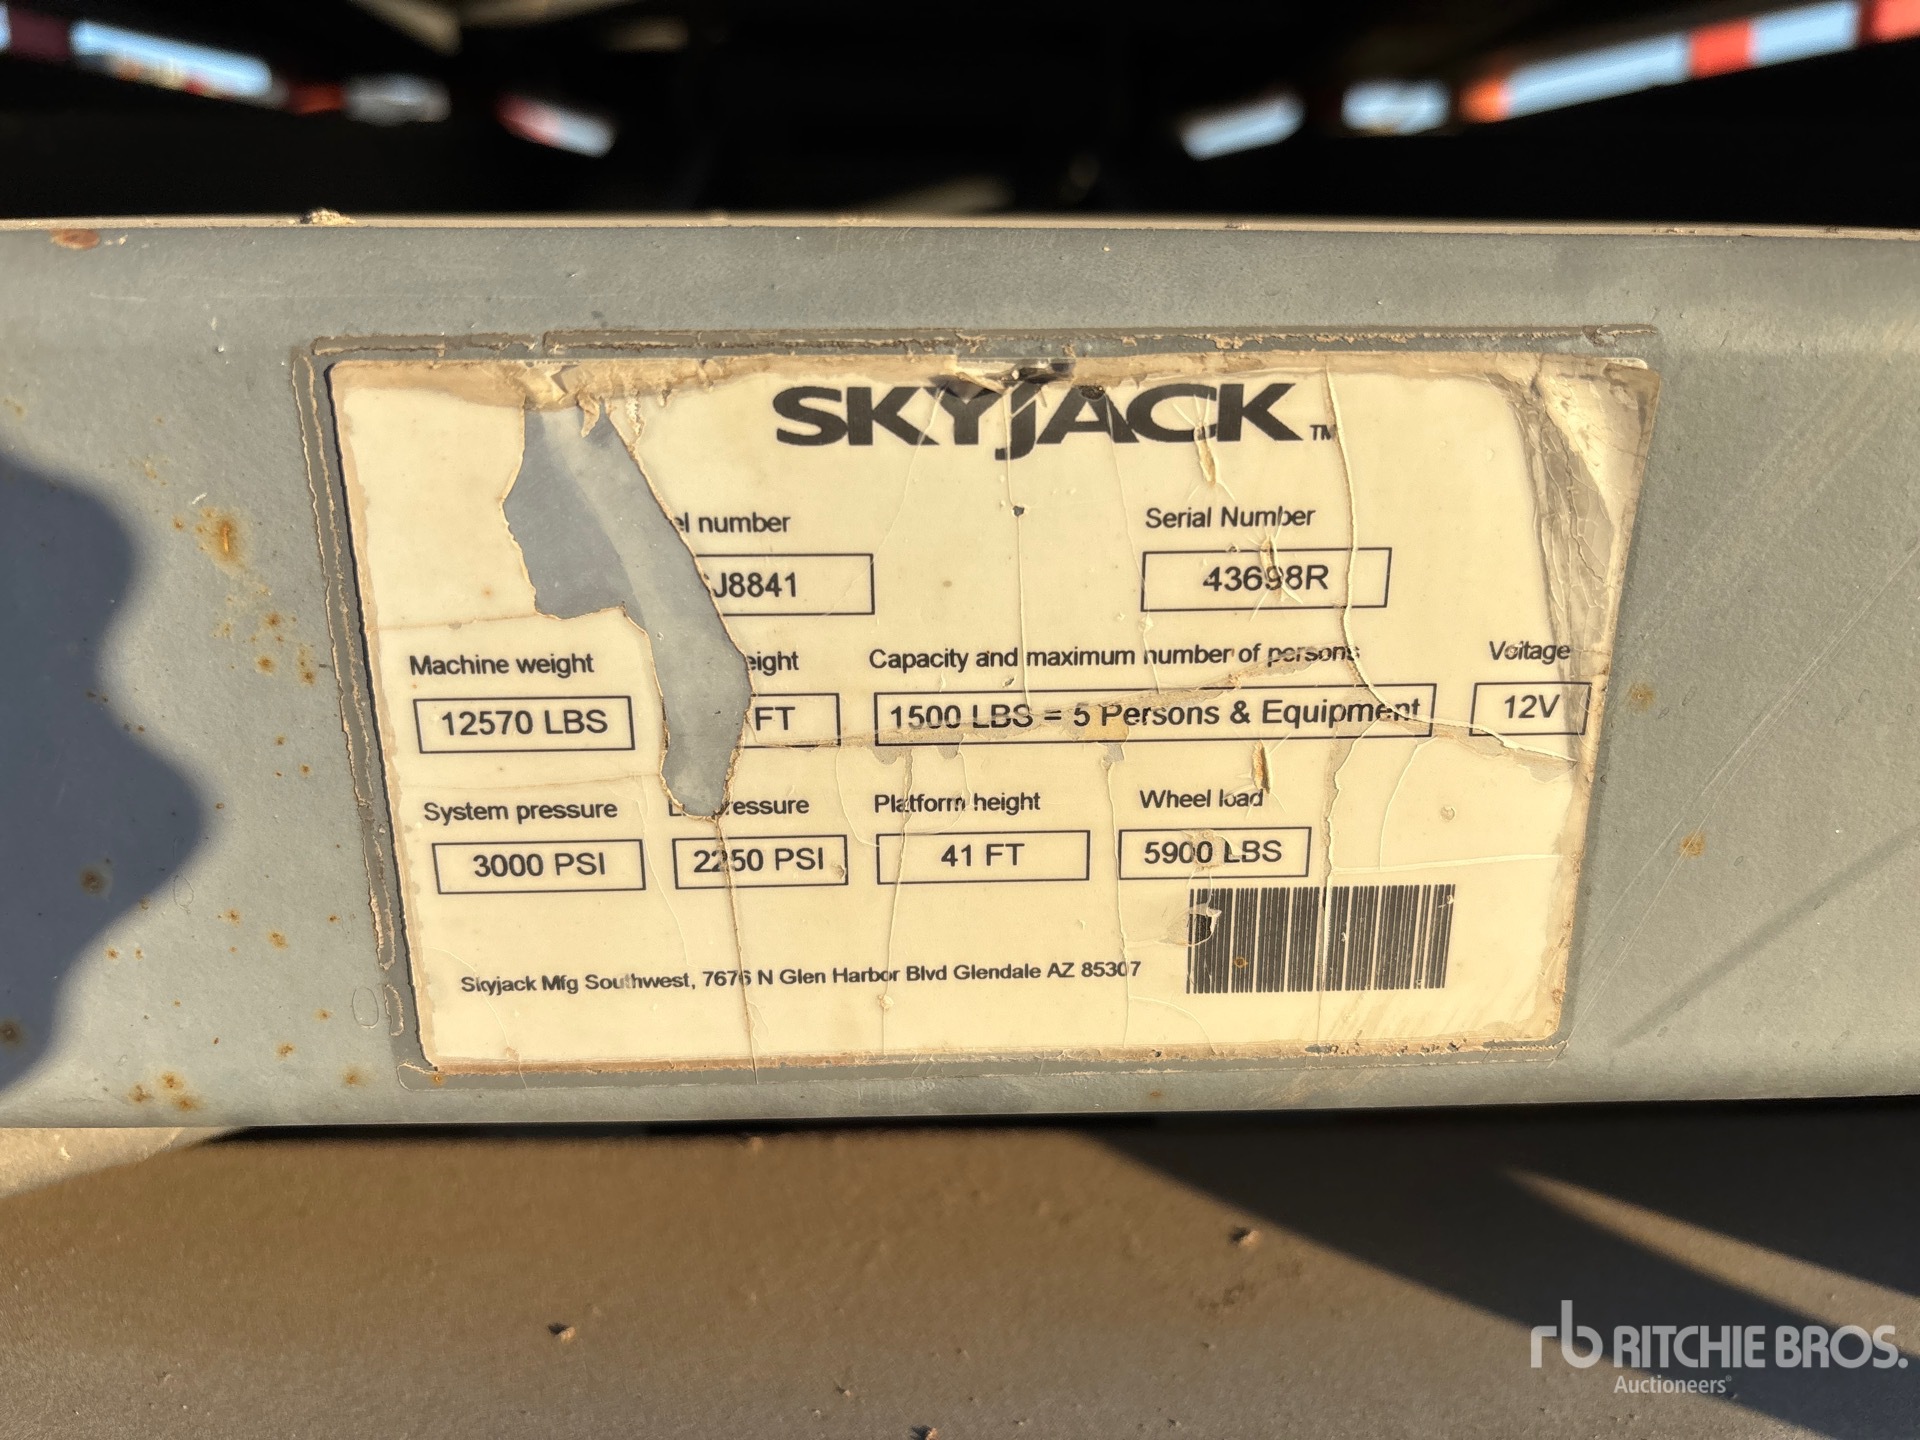 SKYJACK™
el number Serial Number
SJ8841 43698R
Machine weight eight Capacity and maximum number of persons Voltage
12570 LBS FT 1500 LBS = 5 Persons & Equipment 12V
System pressure Platform height Wheel load
3000 PSI 2250 PSI 41 FT 5900 LBS
Skyjack Mfg Southwest, 7676 N Glen Harbor Blvd Glendale AZ 85307
rb RITCHIE BROS.
Auctioneers®